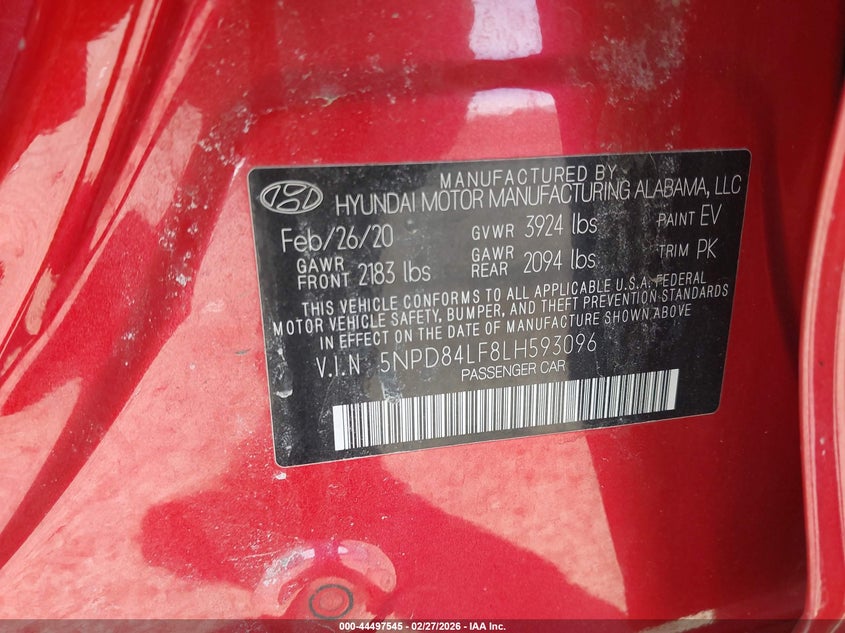 MANUFACTURED BY
HYUNDAI MOTOR MANUFACTURING ALABAMA, LLC
Feb/26/20 GVWR 3924 lbs PAINT EV
GAWR FRONT 2183 lbs GAWR REAR 2094 lbs TRIM PK
THIS VEHICLE CONFORMS TO ALL APPLICABLE U.S.A. FEDERAL
MOTOR VEHICLE SAFETY, BUMPER, AND THEFT PREVENTION STANDARDS
IN EFFECT ON THE DATE OF MANUFACTURE SHOWN ABOVE
V.I.N 5NPD84LF8LH593096
PASSENGER CAR
000-44497545 - 02/27/2026 - IAA Inc.